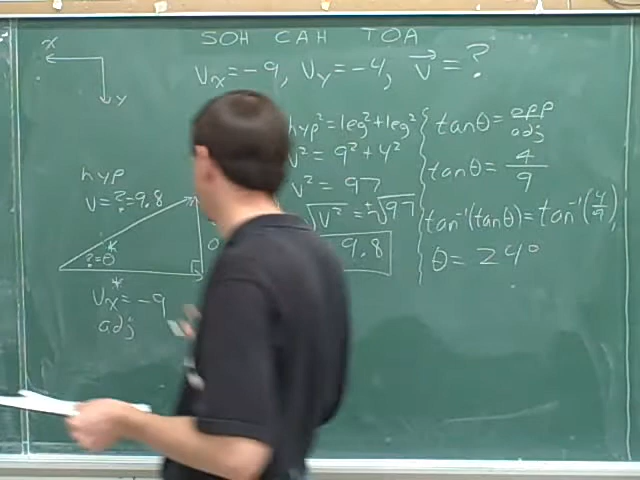 SOH CAH TOA
x
y
Vx = -9, Vy = -4, V⃗ = ?
hyp
V = ? = 9.8
? = θ *
Vx* = -9
adj
hyp² = leg² + leg²
V² = 9² + 4²
V² = 97
√V² = ±√97
9.8
tanθ = opp/adj
tanθ = 4/9
tan⁻¹(tanθ) = tan⁻¹(4/9)
θ = 24°